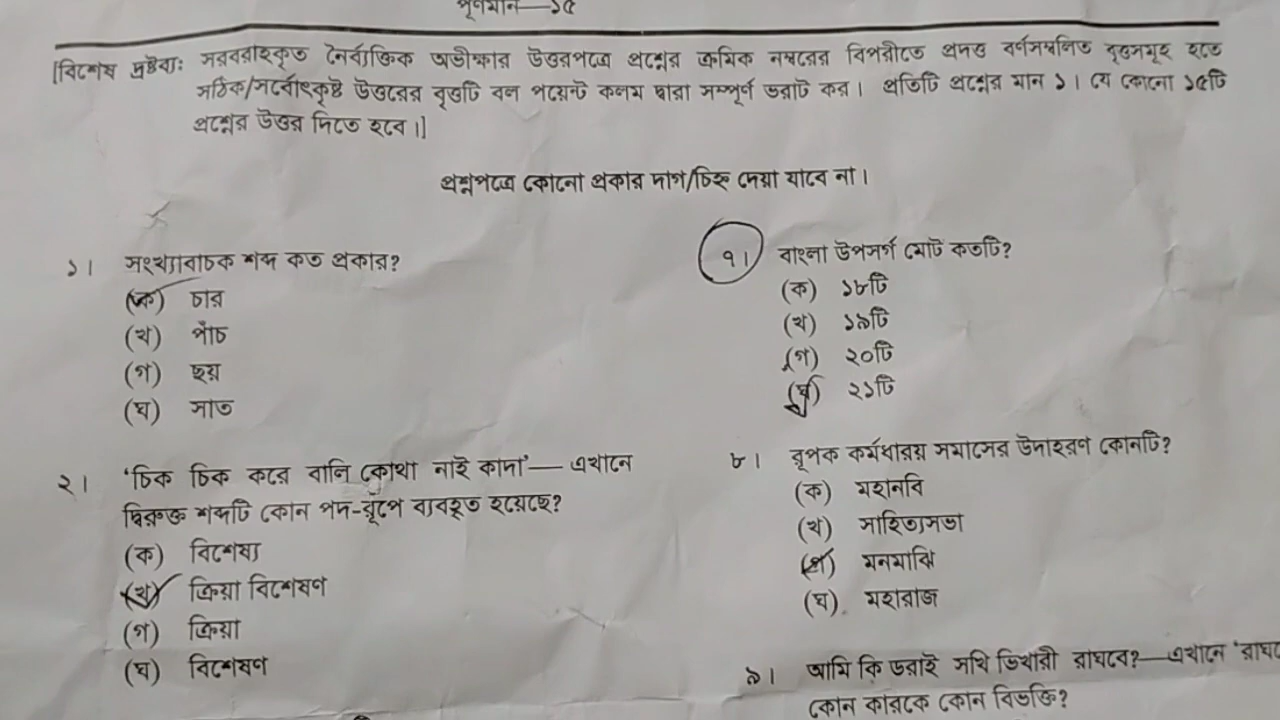 পূর্ণমান—১৫
[বিশেষ দ্রষ্টব্য: সরবরাহকৃত নৈর্ব্যক্তিক অভীক্ষার উত্তরপত্রে প্রশ্নের ক্রমিক নম্বরের বিপরীতে প্রদত্ত বর্ণসম্বলিত বৃত্তসমূহ হতে
সঠিক/সর্বোৎকৃষ্ট উত্তরের বৃত্তটি বল পয়েন্ট কলম দ্বারা সম্পূর্ণ ভরাট কর। প্রতিটি প্রশ্নের মান ১। যে কোনো ১৫টি
প্রশ্নের উত্তর দিতে হবে।]
প্রশ্নপত্রে কোনো প্রকার দাগ/চিহ্ন দেয়া যাবে না।
১। সংখ্যাবাচক শব্দ কত প্রকার?
(ক) চার
(খ) পাঁচ
(গ) ছয়
(ঘ) সাত
২। ‘চিক চিক করে বালি কোথা নাই কাদা’— এখানে
দ্বিরুক্ত শব্দটি কোন পদ-রূপে ব্যবহৃত হয়েছে?
(ক) বিশেষ্য
(খ) ক্রিয়া বিশেষণ
(গ) ক্রিয়া
(ঘ) বিশেষণ
৭। বাংলা উপসর্গ মোট কতটি?
(ক) ১৮টি
(খ) ১৯টি
(গ) ২০টি
(ঘ) ২১টি
৮। রূপক কর্মধারয় সমাসের উদাহরণ কোনটি?
(ক) মহানবি
(খ) সাহিত্যসভা
(গ) মনমাঝি
(ঘ) মহারাজ
৯। আমি কি ডরাই সখি ভিখারী রাঘবে?—এখানে
কোন কারকে কোন বিভক্তি?